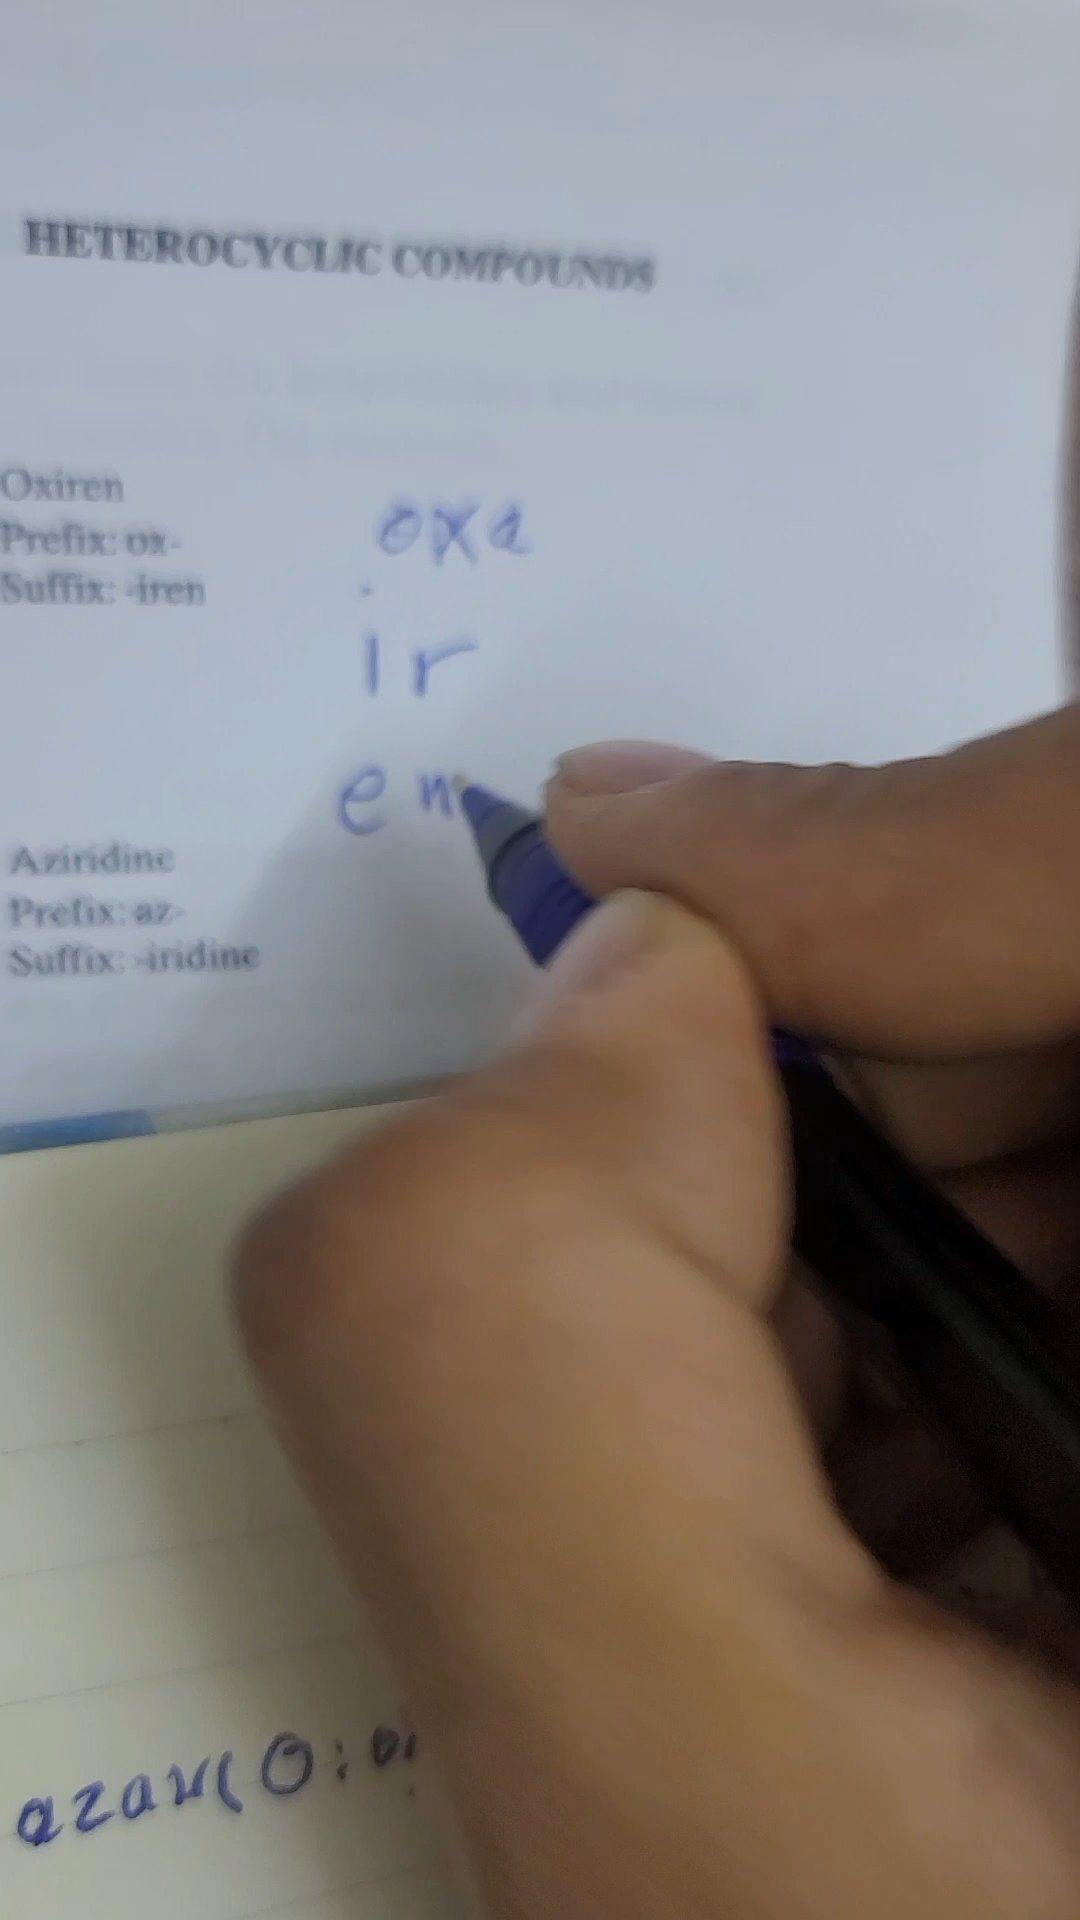 HETEROCYCLIC COMPOUNDS
Oxiren
Prefix: ox-
Suffix: -iren
oxa
ir
en
Aziridine
Prefix: az-
Suffix: -iridine